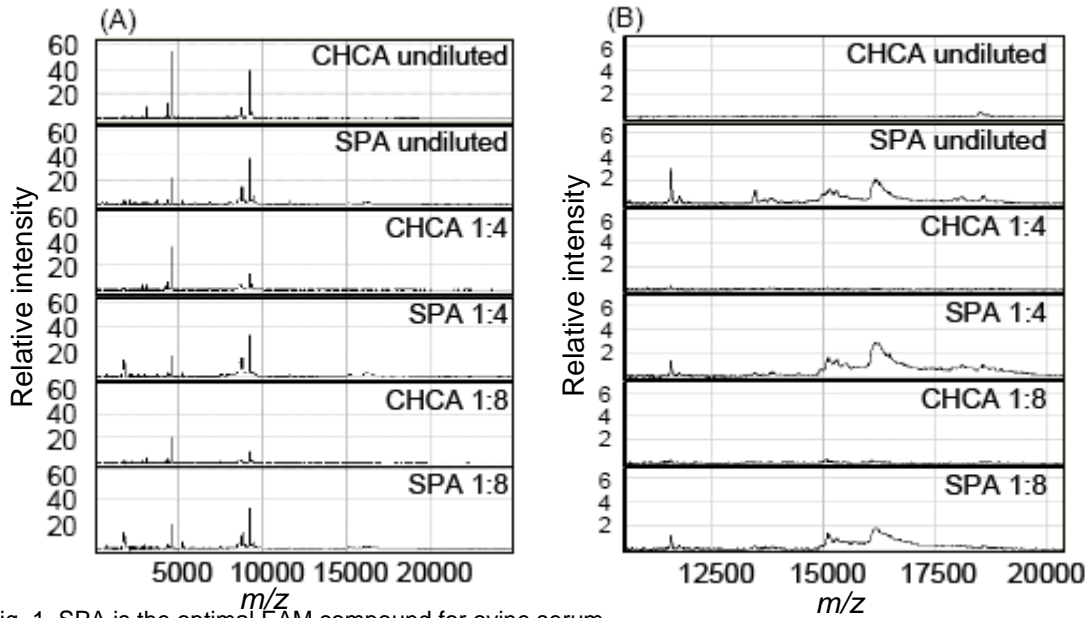 (A)
(B)
Relative intensity
60
40
20
CHCA undiluted
60
40
20
SPA undiluted
60
40
20
CHCA 1:4
60
40
20
SPA 1:4
60
40
20
CHCA 1:8
60
40
20
SPA 1:8
5000 10000 15000 20000
m/z
Relative intensity
6
4
2
CHCA undiluted
6
4
2
SPA undiluted
6
4
2
CHCA 1:4
6
4
2
SPA 1:4
6
4
2
CHCA 1:8
6
4
2
SPA 1:8
12500 15000 17500 20000
m/z
1. SPA is the optimal EAM compound for ovine serum